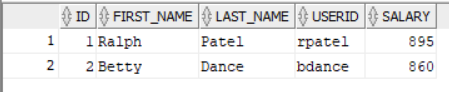 ID FIRST_NAME LAST_NAME USERID SALARY
1 1 Ralph Patel rpatel 895
2 2 Betty Dance bdance 860